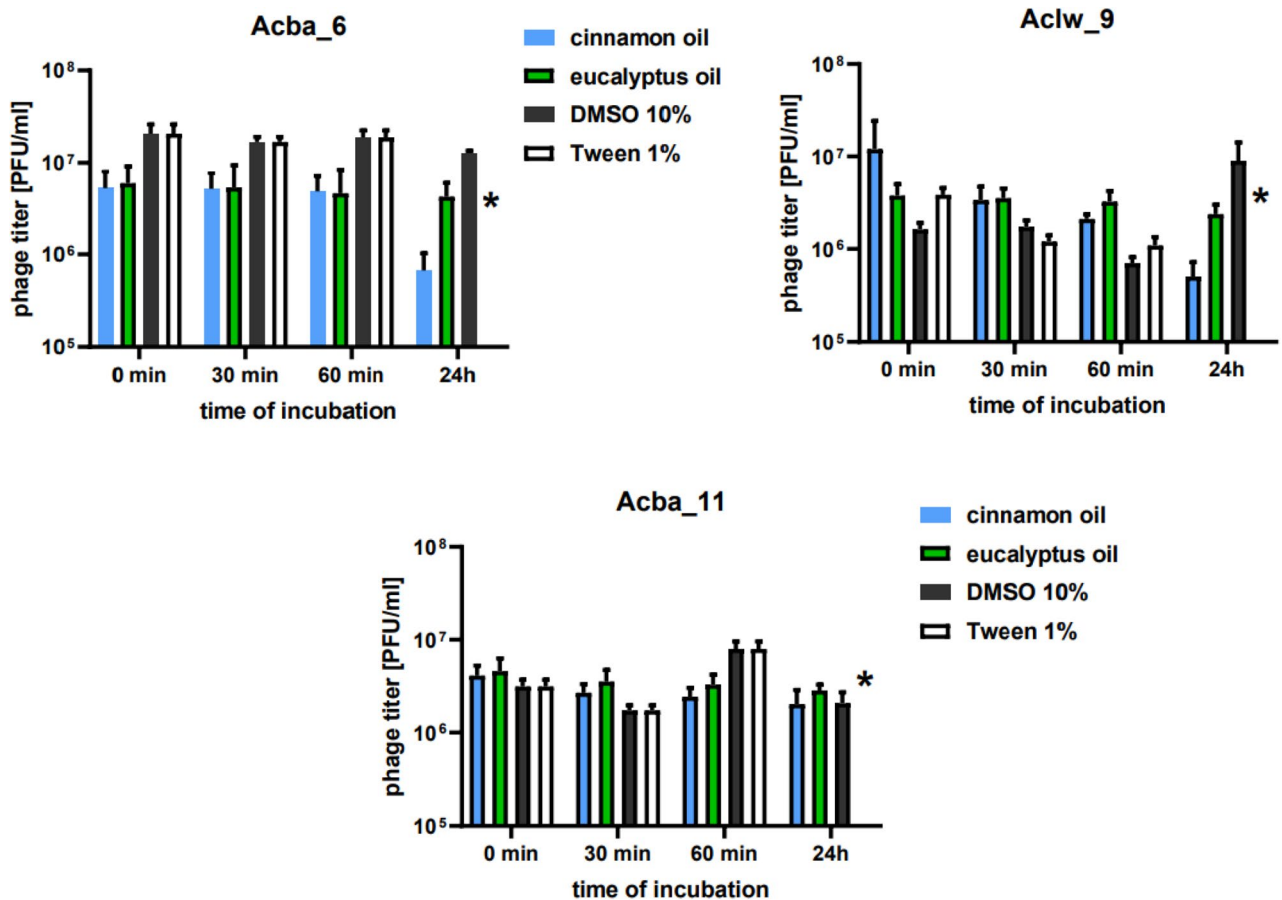 Acba_6
phage titer [PFU/ml]
10⁸
10⁷
10⁶
10⁵
0 min 30 min 60 min 24h
time of incubation
*
cinnamon oil
eucalyptus oil
DMSO 10%
Tween 1%
Aclw_9
phage titer [PFU/ml]
10⁸
10⁷
10⁶
10⁵
0 min 30 min 60 min 24h
time of incubation
*
Acba_11
phage titer [PFU/ml]
10⁸
10⁷
10⁶
10⁵
0 min 30 min 60 min 24h
time of incubation
*
cinnamon oil
eucalyptus oil
DMSO 10%
Tween 1%